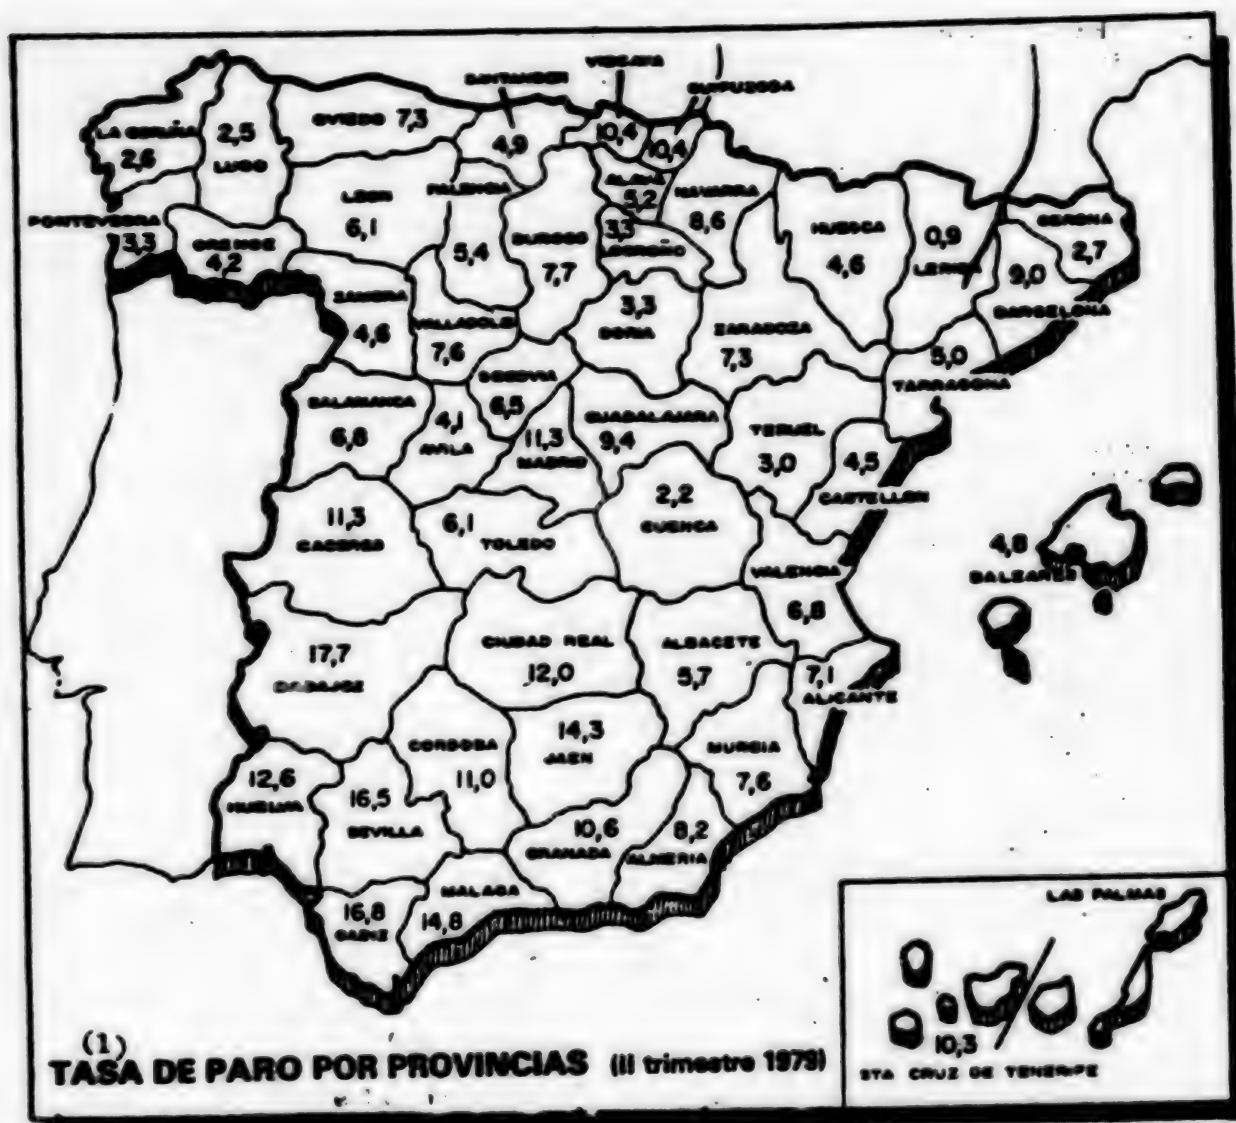 VIZCAYA
SANTANDER
GUIPUZCOA
OVIEDO 7,3
LA CORUÑA
2,6
2,5
LUGO
4,9
10,4
10,4
ALAVA
5,2
NAVARRA
8,6
LEON
6,1
PALENCIA
5,4
BURGOS
7,7
3,3
LOGROÑO
HUESCA
4,6
0,9
LERIDA
GERONA
2,7
9,0
BARCELONA
PONTEVEDRA
3,3
ORENSE
4,2
ZAMORA
4,6
VALLADOLID
7,6
3,3
SORIA
ZARAGOZA
7,3
5,0
TARRAGONA
SEGOVIA
6,5
SALAMANCA
6,8
4,1
AVILA
11,3
MADRID
GUADALAJARA
9,4
TERUEL
3,0
4,5
CASTELLON
11,3
CACERES
6,1
TOLEDO
2,2
CUENCA
VALENCIA
6,8
4,8
BALEARES
17,7
BADAJOZ
CIUDAD REAL
12,0
ALBACETE
5,7
7,1
ALICANTE
CORDOBA
11,0
14,3
JAEN
MURCIA
7,6
12,6
HUELVA
16,5
SEVILLA
10,6
GRANADA
8,2
ALMERIA
16,8
CADIZ
MALAGA
14,8
LAS PALMAS
10,3
STA CRUZ DE TENERIFE
(1)
TASA DE PARO POR PROVINCIAS (II trimestre 1979)